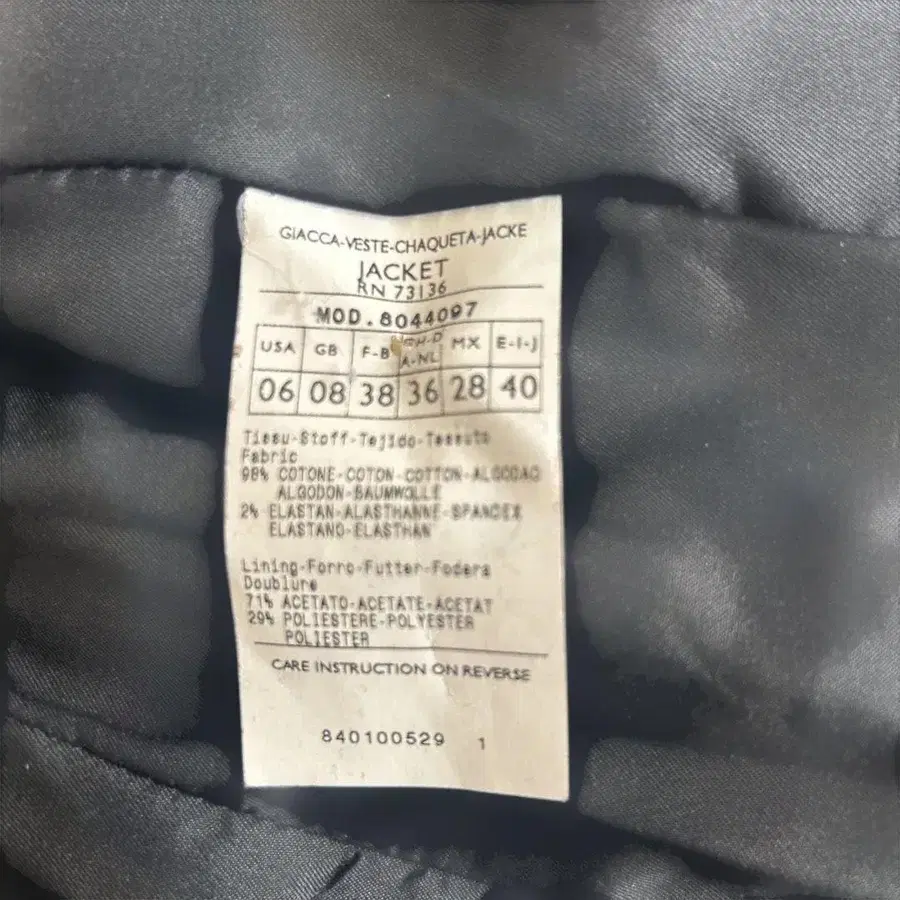 GIACCA-VESTE-CHAQUETA-JACKE
JACKET
RN 73136
MOD.8044097
USA GB F-B A-NL MX E-I-J
06 08 38 36 28 40
Tissu-Stoff-Tejido-Tessuto
Fabric
98% COTONE-COTON-COTTON-ALGODAO
ALGODON-BAUMWOLLE
2% ELASTAN-ALASTHANNE-SPANDEX
ELASTANO-ELASTHAN
Lining-Forro-Futter-Fodera
Doublure
71% ACETATO-ACETATE-ACETAT
29% POLIESTERE-POLYESTER
POLIESTER
CARE INSTRUCTION ON REVERSE
840100529 1